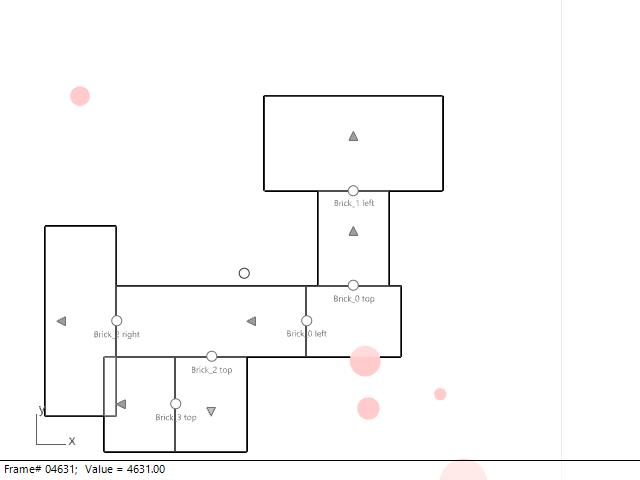 Brick_1 left
Brick_0 top
Brick_2 right
Brick_0 left
Brick_2 top
Brick_3 top
y
x
Frame# 04631; Value = 4631.00